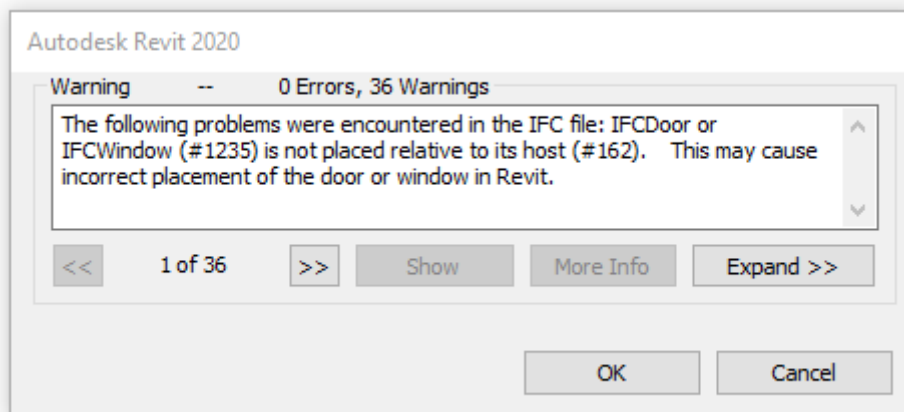 Autodesk Revit 2020
Warning -- 0 Errors, 36 Warnings
The following problems were encountered in the IFC file: IFCDoor or
IFCWindow (#1235) is not placed relative to its host (#162). This may cause
incorrect placement of the door or window in Revit.
<< 1 of 36 >> Show More Info Expand >>
OK Cancel